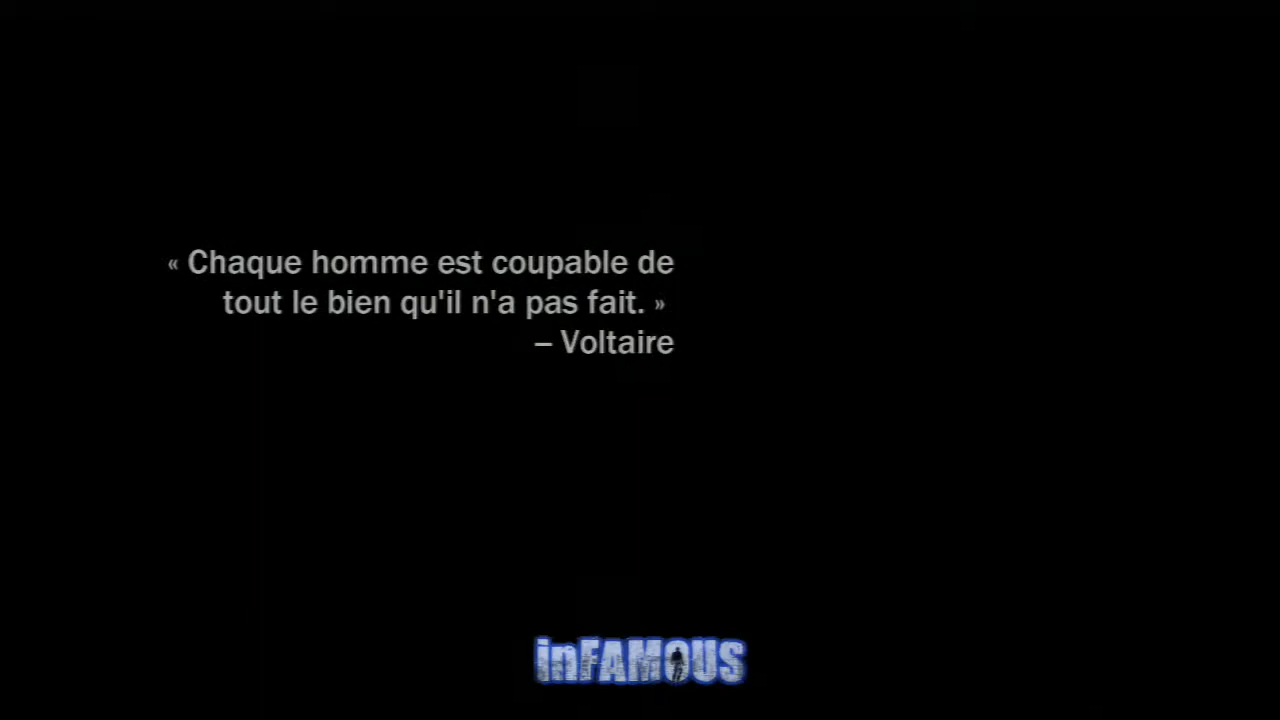 « Chaque homme est coupable de
tout le bien qu'il n'a pas fait. »
– Voltaire
inFAMOUS